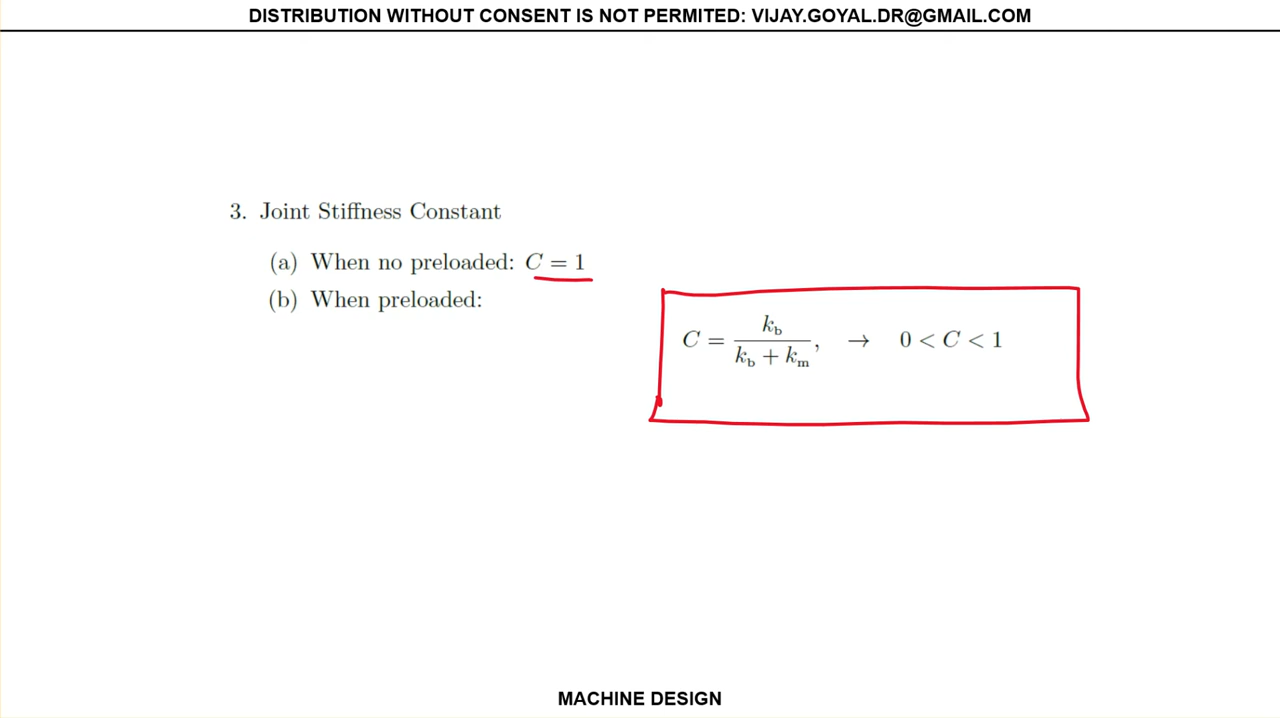 DISTRIBUTION WITHOUT CONSENT IS NOT PERMITED: VIJAY.GOYAL.DR@GMAIL.COM
3. Joint Stiffness Constant
(a) When no preloaded: C = 1
(b) When preloaded:
C = k_b / (k_b + k_m), → 0 < C < 1
MACHINE DESIGN